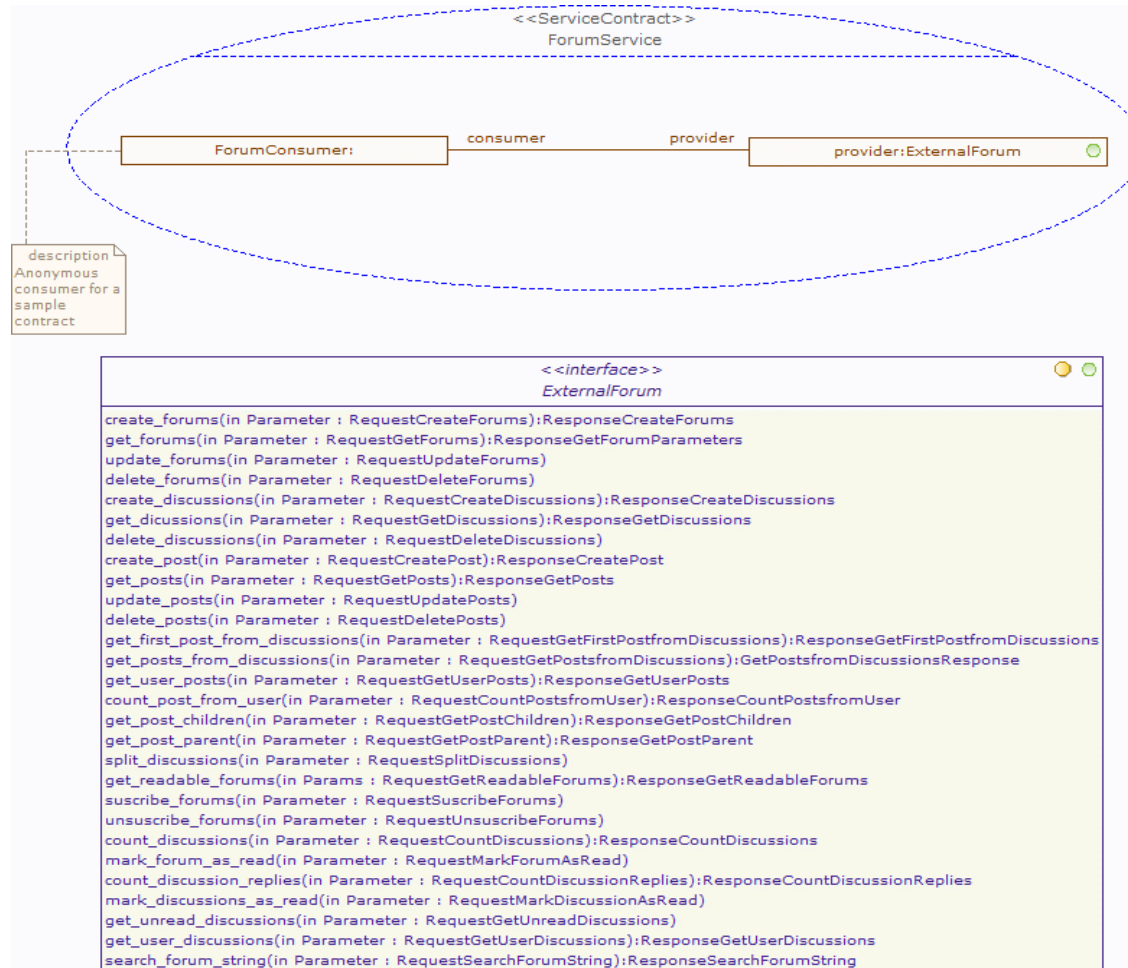 <<ServiceContract>>
ForumService
consumer
provider
ForumConsumer:
provider:ExternalForum
description
Anonymous
consumer for a
sample
contract
<<interface>>
ExternalForum
create_forums(in Parameter : RequestCreateForums):ResponseCreateForums
get_forums(in Parameter : RequestGetForums):ResponseGetForumParameters
update_forums(in Parameter : RequestUpdateForums)
delete_forums(in Parameter : RequestDeleteForums)
create_discussions(in Parameter : RequestCreateDiscussions):ResponseCreateDiscussions
get_dicussions(in Parameter : RequestGetDiscussions):ResponseGetDiscussions
delete_discussions(in Parameter : RequestDeleteDiscussions)
create_post(in Parameter : RequestCreatePost):ResponseCreatePost
get_posts(in Parameter : RequestGetPosts):ResponseGetPosts
update_posts(in Parameter : RequestUpdatePosts)
delete_posts(in Parameter : RequestDeletePosts)
get_first_post_from_discussions(in Parameter : RequestGetFirstPostfromDiscussions):ResponseGetFirstPostfromDiscussions
get_posts_from_discussions(in Parameter : RequestGetPostsfromDiscussions):GetPostsfromDiscussionsResponse
get_user_posts(in Parameter : RequestGetUserPosts):ResponseGetUserPosts
count_post_from_user(in Parameter : RequestCountPostsfromUser):ResponseCountPostsfromUser
get_post_children(in Parameter : RequestGetPostChildren):ResponseGetPostChildren
get_post_parent(in Parameter : RequestGetPostParent):ResponseGetPostParent
split_discussions(in Parameter : RequestSplitDiscussions)
get_readable_forums(in Params : RequestGetReadableForums):ResponseGetReadableForums
suscribe_forums(in Parameter : RequestSuscribeForums)
unsuscribe_forums(in Parameter : RequestUnsuscribeForums)
count_discussions(in Parameter : RequestCountDiscussions):ResponseCountDiscussions
mark_forum_as_read(in Parameter : RequestMarkForumAsRead)
count_discussion_replies(in Parameter : RequestCountDiscussionReplies):ResponseCountDiscussionReplies
mark_discussions_as_read(in Parameter : RequestMarkDiscussionAsRead)
get_unread_discussions(in Parameter : RequestGetUnreadDiscussions)
get_user_discussions(in Parameter : RequestGetUserDiscussions):ResponseGetUserDiscussions
search_forum_string(in Parameter : RequestSearchForumString):ResponseSearchForumString